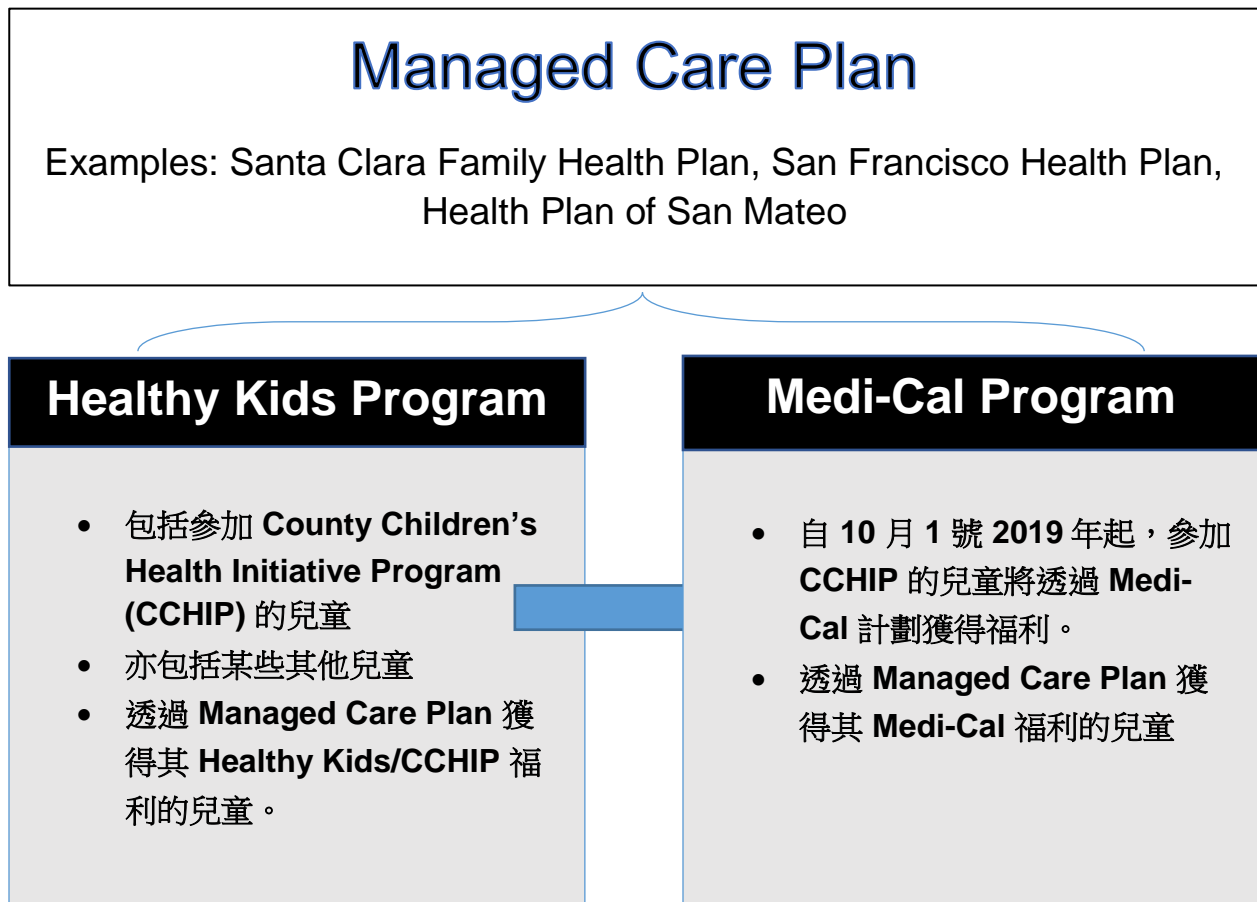 Managed Care Plan
Examples: Santa Clara Family Health Plan, San Francisco Health Plan,
Health Plan of San Mateo
Healthy Kids Program
• 包括參加 County Children’s
Health Initiative Program
(CCHIP) 的兒童
• 亦包括某些其他兒童
• 透過 Managed Care Plan 獲
得其 Healthy Kids/CCHIP 福
利的兒童。
Medi-Cal Program
• 自 10 月 1 號 2019 年起，參加
CCHIP 的兒童將透過 Medi-
Cal 計劃獲得福利。
• 透過 Managed Care Plan 獲
得其 Medi-Cal 福利的兒童